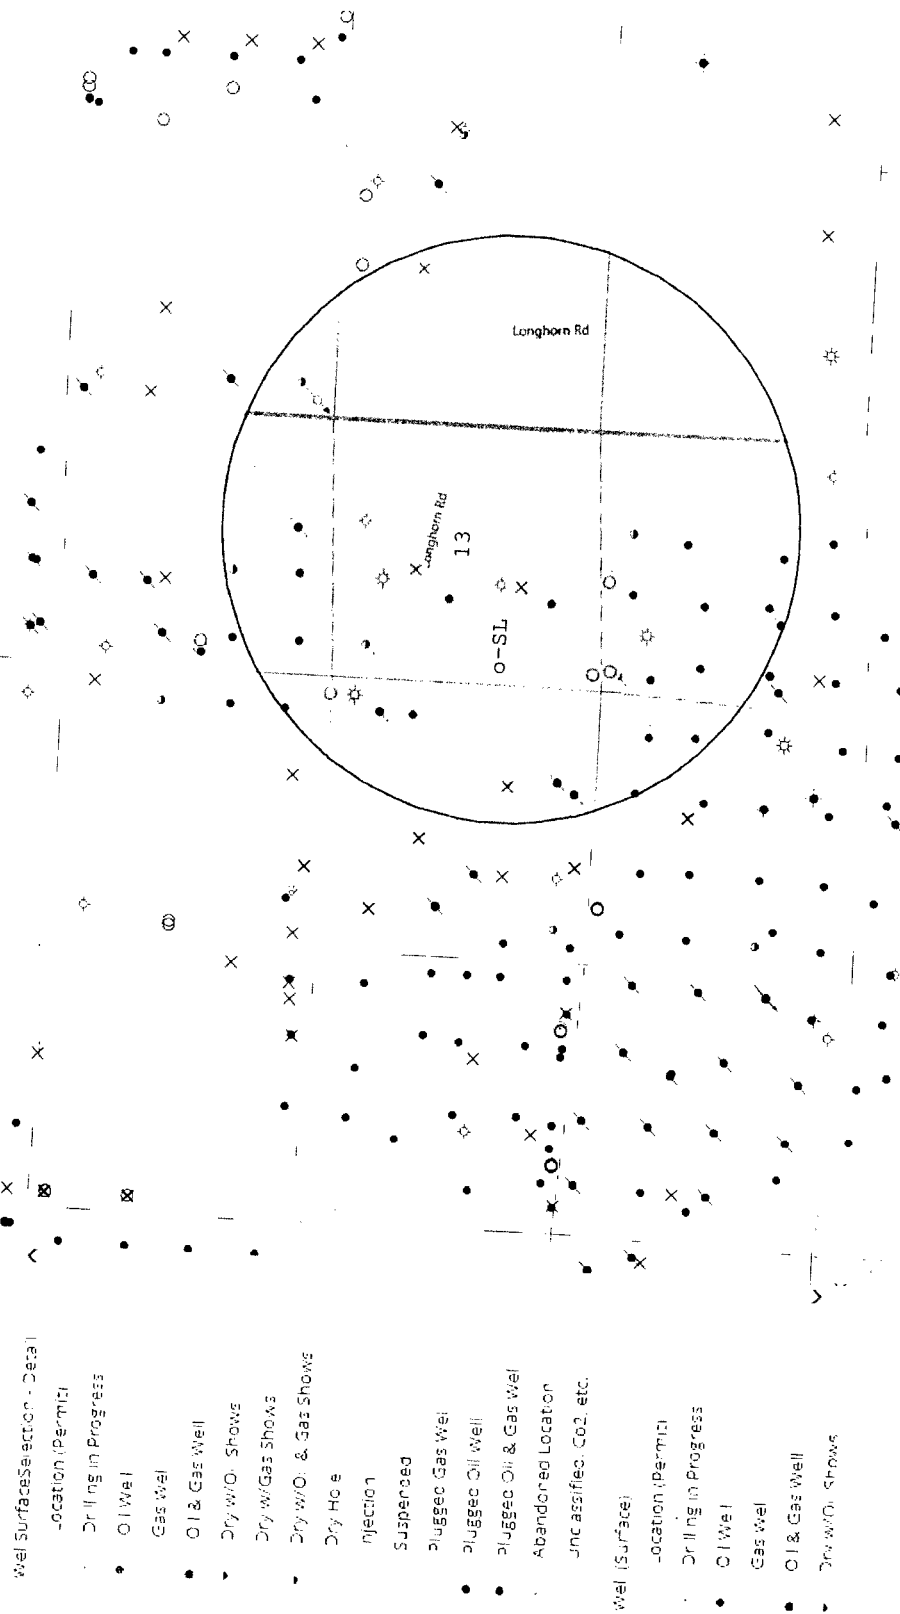 Longhorn Rd
Longhorn Rd
13
o-SL
Well SurfaceSelection - Detail
Location (Permit)
Drilling in Progress
Oil Well
Gas Well
Oil & Gas Well
Dry w/Oil Shows
Dry w/Gas Shows
Dry w/Oil & Gas Shows
Dry Hole
Injection
Suspended
Plugged Gas Well
Plugged Oil Well
Plugged Oil & Gas Well
Abandoned Location
Unclassified, Co2, etc.
Well (Surface)
Location (Permit)
Drilling in Progress
Oil Well
Gas Well
Oil & Gas Well
Dry w/Oil Shows